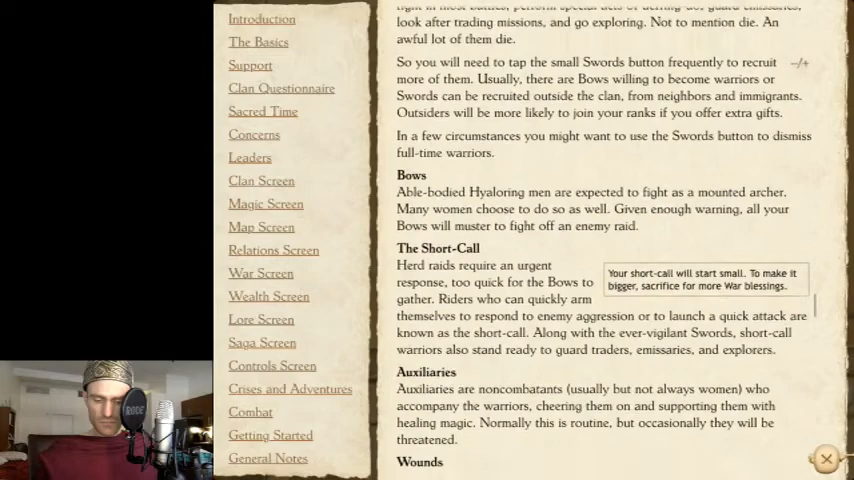 Introduction
The Basics
Support
Clan Questionnaire
Sacred Time
Concerns
Leaders
Clan Screen
Magic Screen
Map Screen
Relations Screen
War Screen
Wealth Screen
Lore Screen
Saga Screen
Controls Screen
Crises and Adventures
Combat
Getting Started
General Notes
look after trading missions, and go exploring. Not to mention die. An
awful lot of them die.
So you will need to tap the small Swords button frequently to recruit
–/+
more of them. Usually, there are Bows willing to become warriors or
Swords can be recruited outside the clan, from neighbors and immigrants.
Outsiders will be more likely to join your ranks if you offer extra gifts.
In a few circumstances you might want to use the Swords button to dismiss
full-time warriors.
Bows
Able-bodied Hyaloring men are expected to fight as a mounted archer.
Many women choose to do so as well. Given enough warning, all your
Bows will muster to fight off an enemy raid.
The Short-Call
Herd raids require an urgent
response, too quick for the Bows to
gather. Riders who can quickly arm
Your short-call will start small. To make it
bigger, sacrifice for more War blessings.
themselves to respond to enemy aggression or to launch a quick attack are
known as the short-call. Along with the ever-vigilant Swords, short-call
warriors also stand ready to guard traders, emissaries, and explorers.
Auxiliaries
Auxiliaries are noncombatants (usually but not always women) who
accompany the warriors, cheering them on and supporting them with
healing magic. Normally this is routine, but occasionally they will be
threatened.
Wounds
RODE